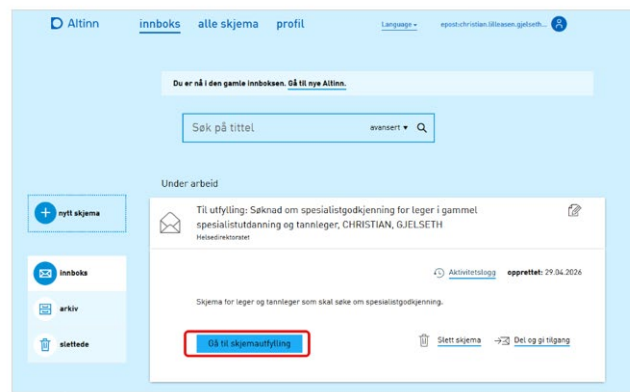 Altinn
innboks alle skjema profil
Language epost:christian.lilleasen.gjelseth...
Du er nå i den gamle innboksen. Gå til nye Altinn.
Søk på tittel avansert
Under arbeid
nytt skjema
Til utfylling: Søknad om spesialistgodkjenning for leger i gammel
spesialistutdanning og tannleger, CHRISTIAN, GJELSETH
Helsedirektoratet
innboks
Aktivitetslogg opprettet: 29.04.2026
arkiv
Skjema for leger og tannleger som skal søke om spesialistgodkjenning.
slettede
Gå til skjemautfylling
Slett skjema Del og gi tilgang